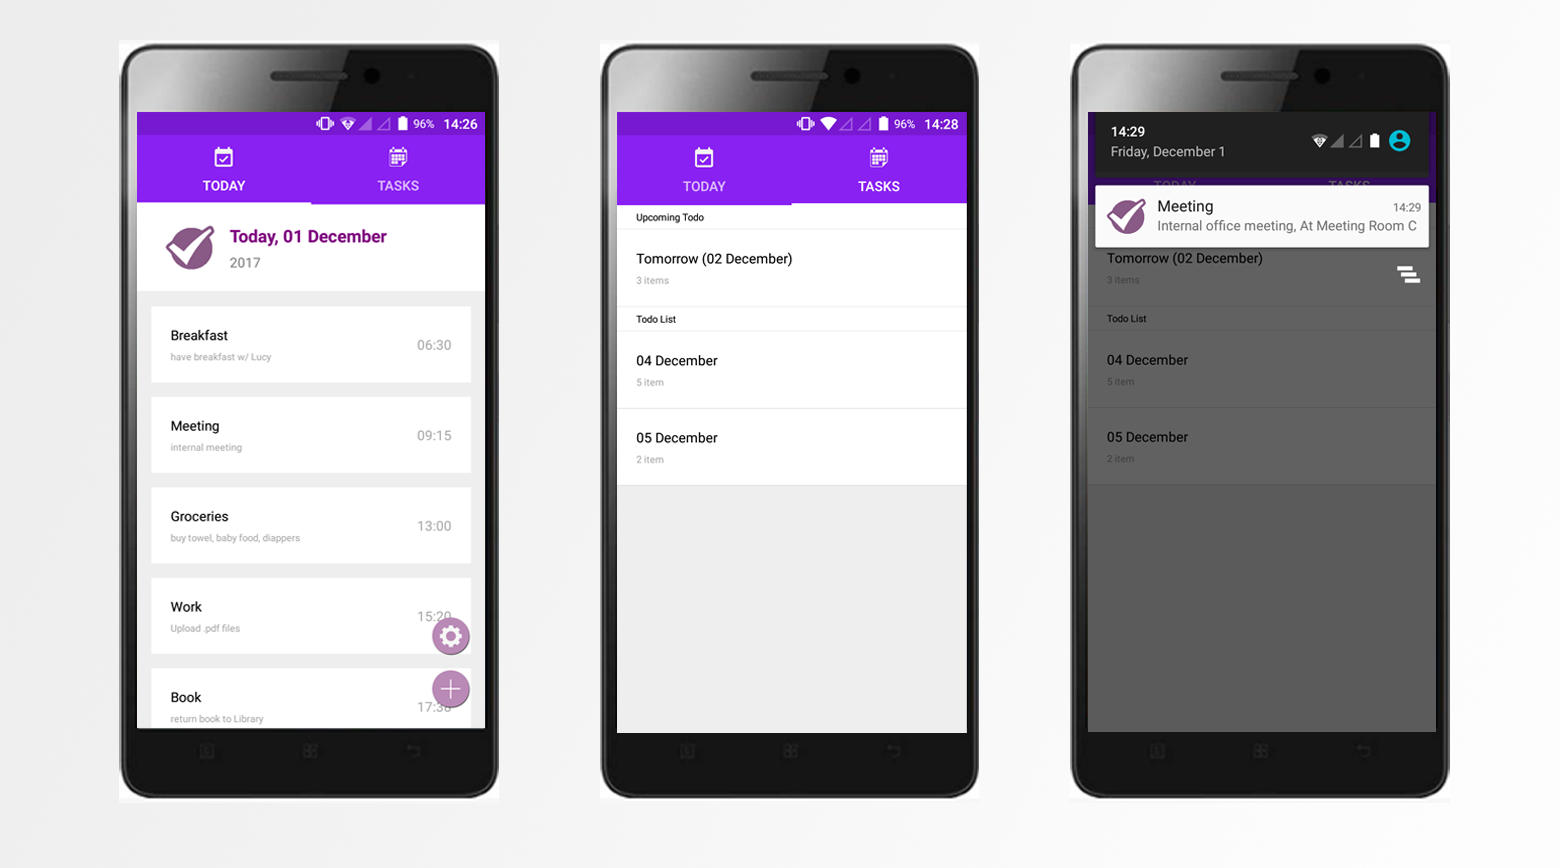 96% 14:26
TODAY TASKS
Today, 01 December
2017
Breakfast
have breakfast w/ Lucy
06:30
Meeting
internal meeting
09:15
Groceries
buy towel, baby food, diappers
13:00
Work
Upload .pdf files
15:20
Book
return book to Library
96% 14:28
TODAY TASKS
Upcoming Todo
Tomorrow (02 December)
3 items
Todo List
04 December
5 item
05 December
2 item
14:29
Friday, December 1
TODAY TASKS
Meeting
14:29
Internal office meeting, At Meeting Room C
Tomorrow (02 December)
3 items
Todo List
04 December
5 item
05 December
2 item